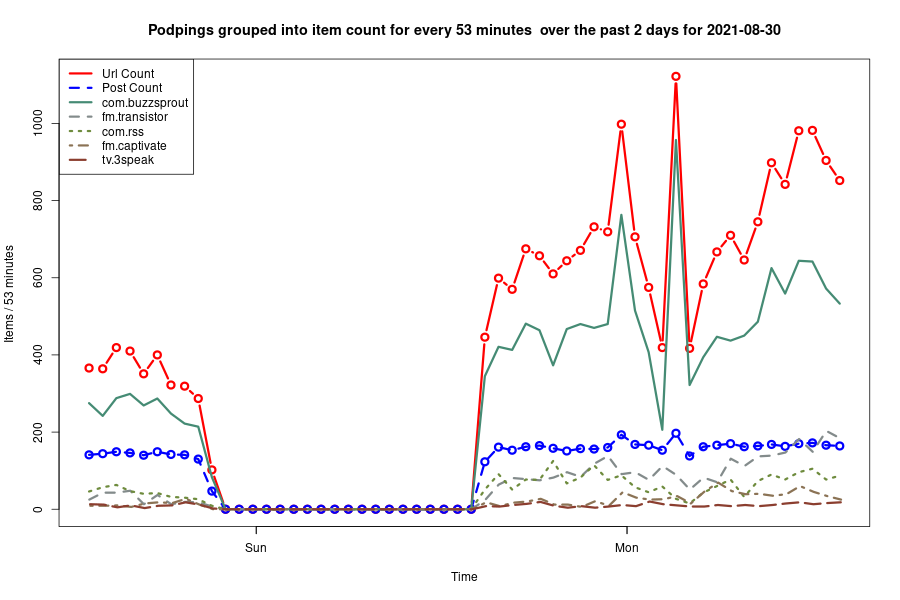 Podpings grouped into item count for every 53 minutes  over the past 2 days for 2021-08-30
Url Count
Post Count
com.buzzsprout
fm.transistor
com.rss
fm.captivate
tv.3speak
Items / 53 minutes
1000
800
600
400
200
0
Sun
Mon
Time